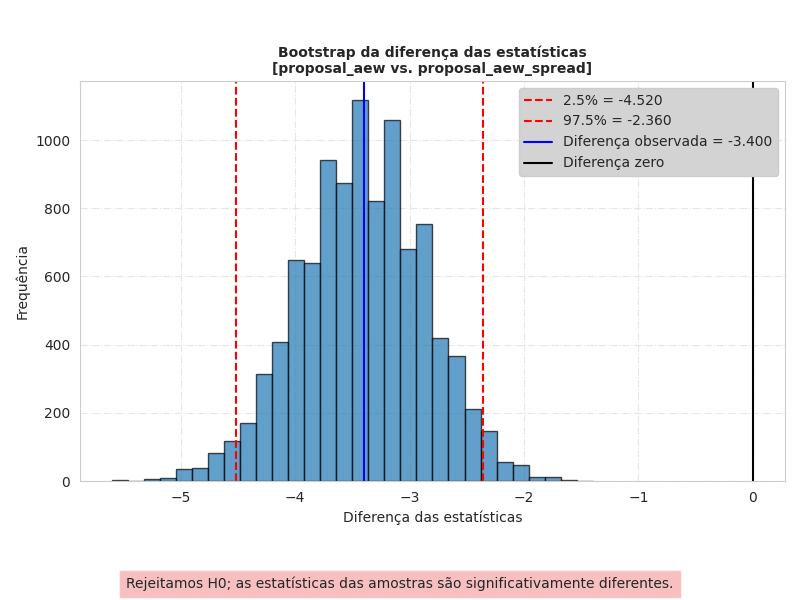 Bootstrap da diferença das estatísticas
[proposal_aew vs. proposal_aew_spread]
2.5% = -4.520
97.5% = -2.360
Diferença observada = -3.400
Diferença zero
1000
800
600
400
200
0
Frequência
−5
−4
−3
−2
−1
0
Diferença das estatísticas
Rejeitamos H0; as estatísticas das amostras são significativamente diferentes.